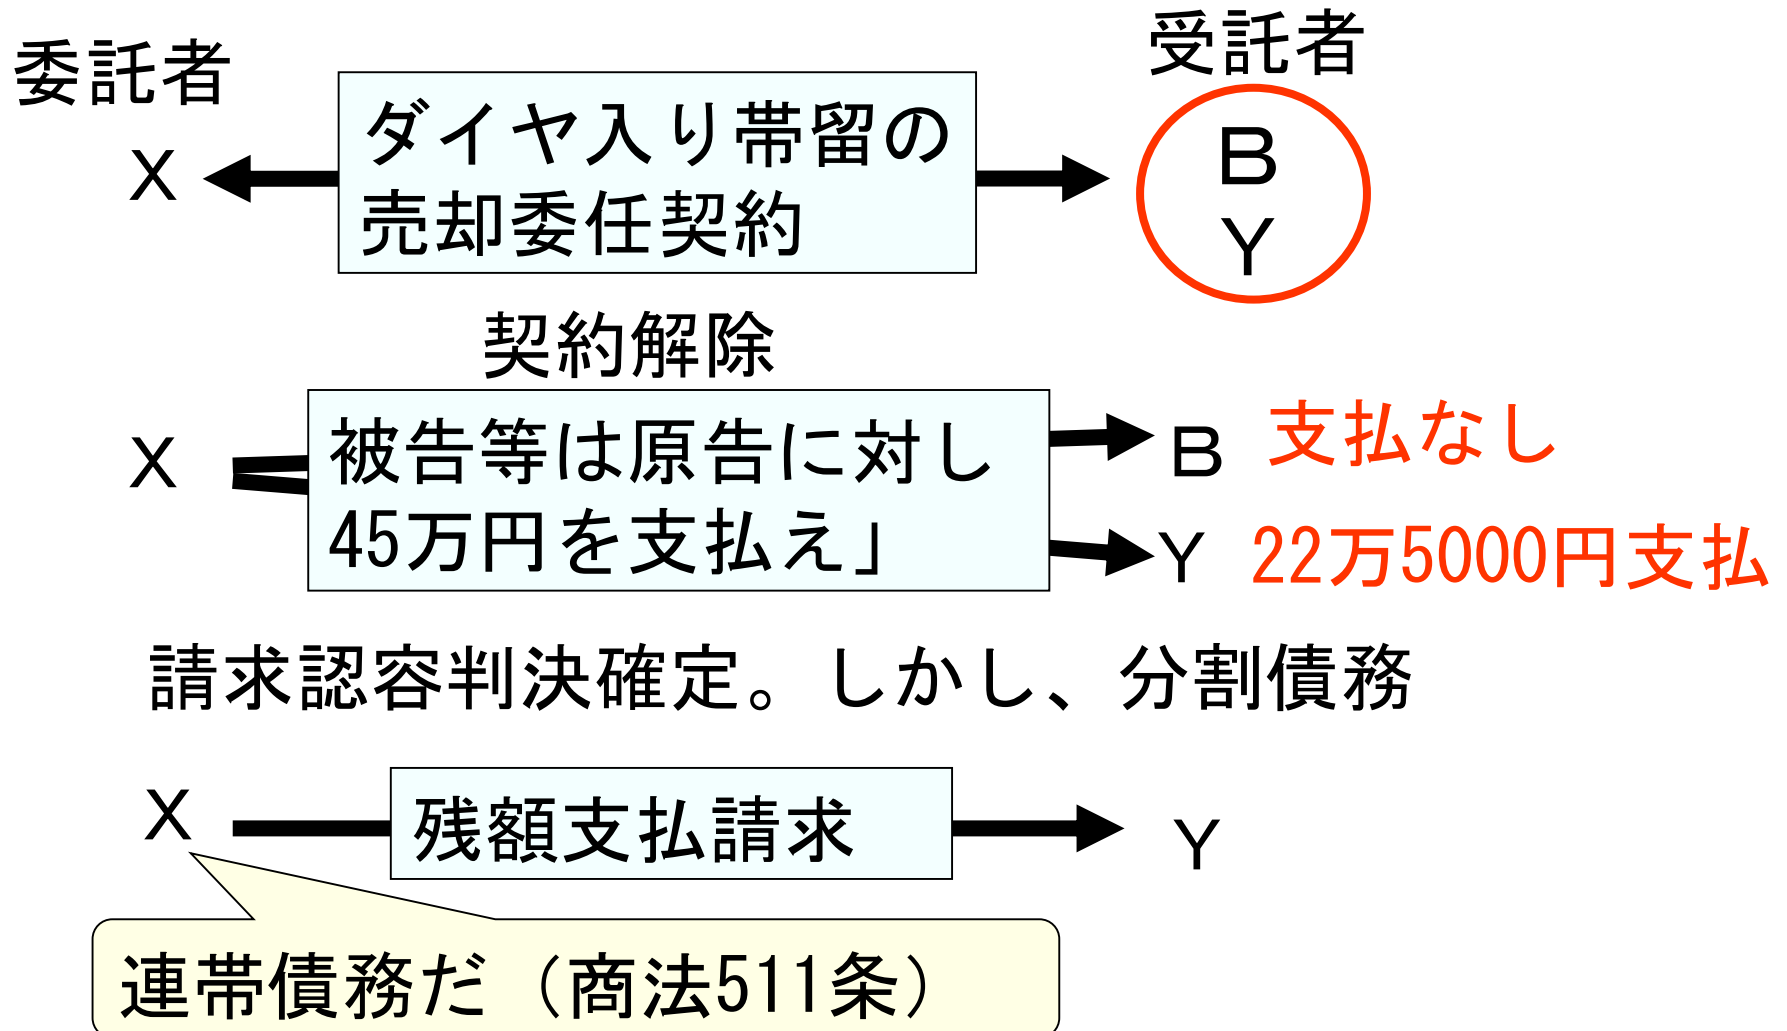 委託者
受託者
X
ダイヤ入り帯留の
売却委任契約
B
Y
契約解除
X
被告等は原告に対し
45万円を支払え」
B
支払なし
Y
22万5000円支払
請求認容判決確定。しかし、分割債務
X
残額支払請求
Y
連帯債務だ（商法511条）